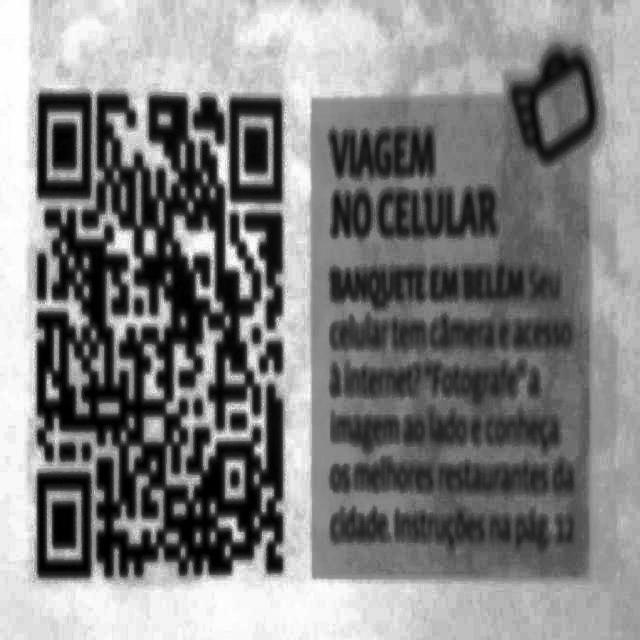 VIAGEM
NO CELULAR
BANQUETE EM BELÉM Seu
celular tem câmera e acesso
à internet? "Fotografe" a
imagem ao lado e conheça
os melhores restaurantes da
cidade. Instruções na pág. 12